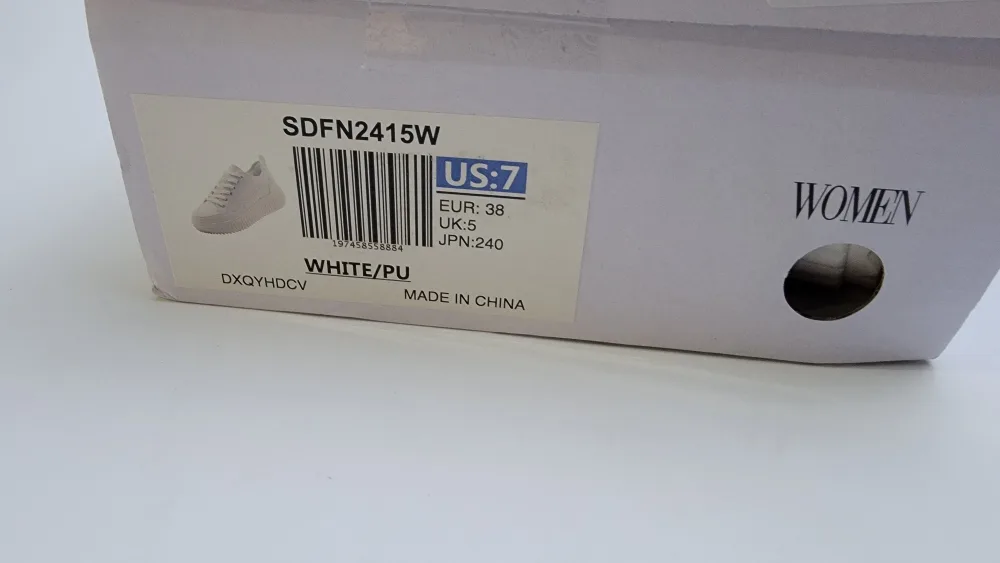 SDFN2415W
US:7
EUR: 38
UK:5
JPN:240
197458558884
WHITE/PU
DXQYHDCV
MADE IN CHINA
WOMEN